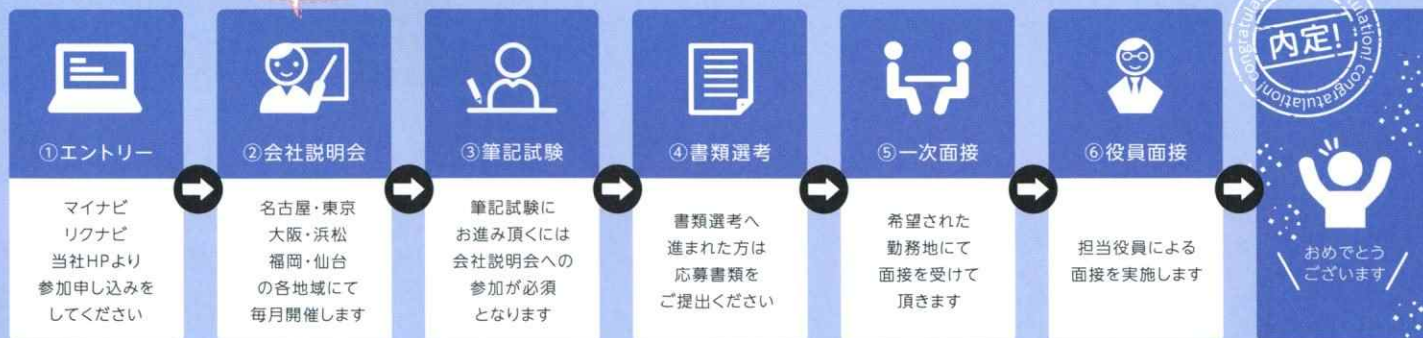 ①エントリー
マイナビ
リクナビ
当社HPより
参加申し込みを
してください
②会社説明会
名古屋・東京
大阪・浜松
福岡・仙台
の各地域にて
毎月開催します
③筆記試験
筆記試験に
お進み頂くには
会社説明会への
参加が必須
となります
④書類選考
書類選考へ
進まれた方は
応募書類を
ご提出ください
⑤一次面接
希望された
勤務地にて
面接を受けて
頂きます
⑥役員面接
担当役員による
面接を実施します
内定!
congratulation! congratulation!
おめでとう
ございます